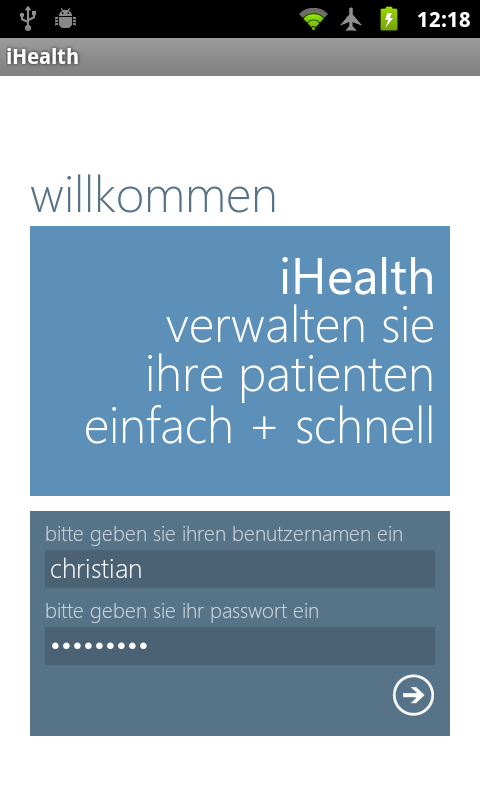 12:18
iHealth
willkommen
iHealth
verwalten sie
ihre patienten
einfach + schnell
bitte geben sie ihren benutzernamen ein
christian
bitte geben sie ihr passwort ein
•••••••••